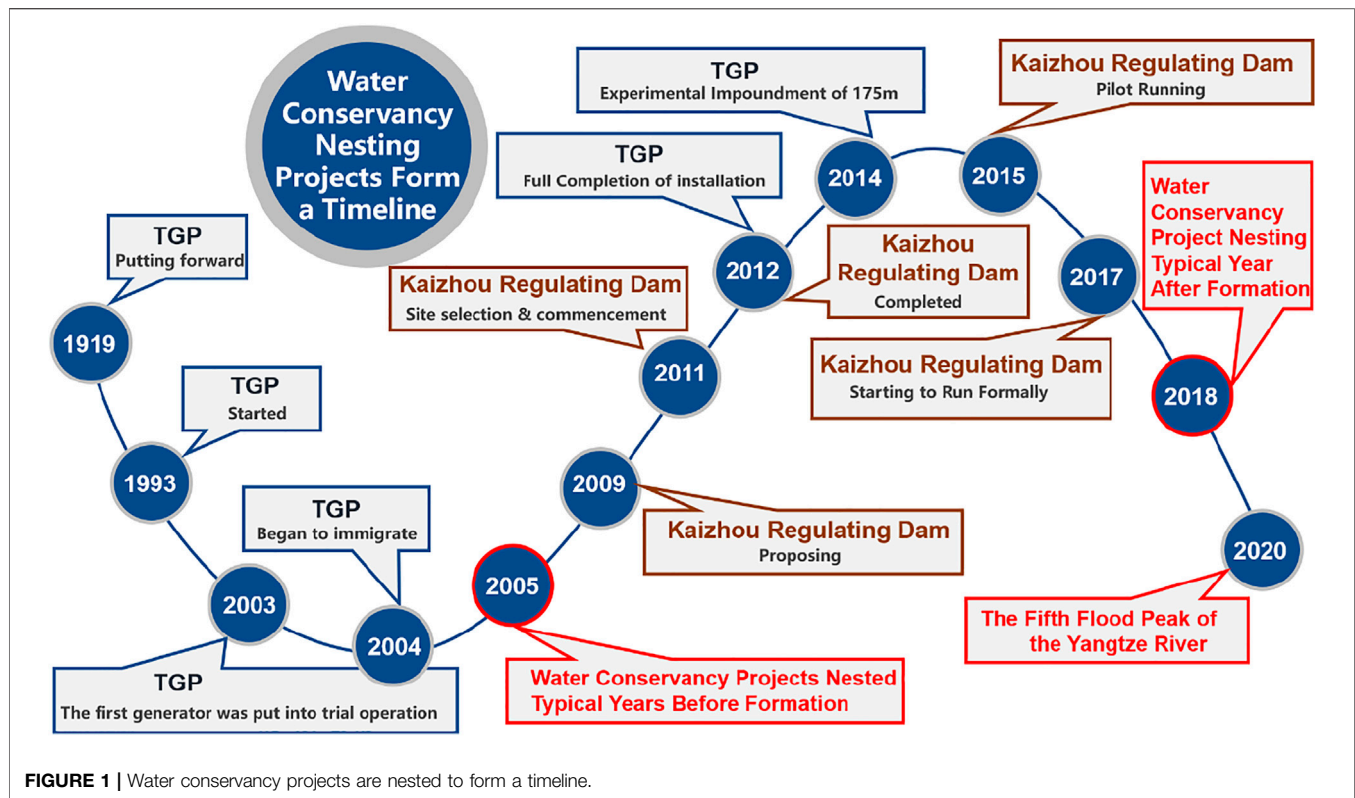 Water
Conservancy
Nesting
Projects Form
a Timeline
TGP
Putting forward
1919
TGP
Started
1993
2003
TGP
The first generator was put into trial operation
TGP
Began to immigrate
2004
2005
Water Conservancy Projects Nested
Typical Years Before Formation
2009
Kaizhou Regulating Dam
Proposing
Kaizhou Regulating Dam
Site selection & commencement
2011
TGP
Full Completion of installation
2012
Kaizhou
Regulating Dam
Completed
TGP
Experimental Impoundment of 175m
2014
Kaizhou Regulating Dam
Pilot Running
2015
2017
Kaizhou Regulating Dam
Starting to Run Formally
Water
Conservancy
Project Nesting
Typical Year
After Formation
2018
2020
The Fifth Flood Peak of
the Yangtze River
FIGURE 1 | Water conservancy projects are nested to form a timeline.